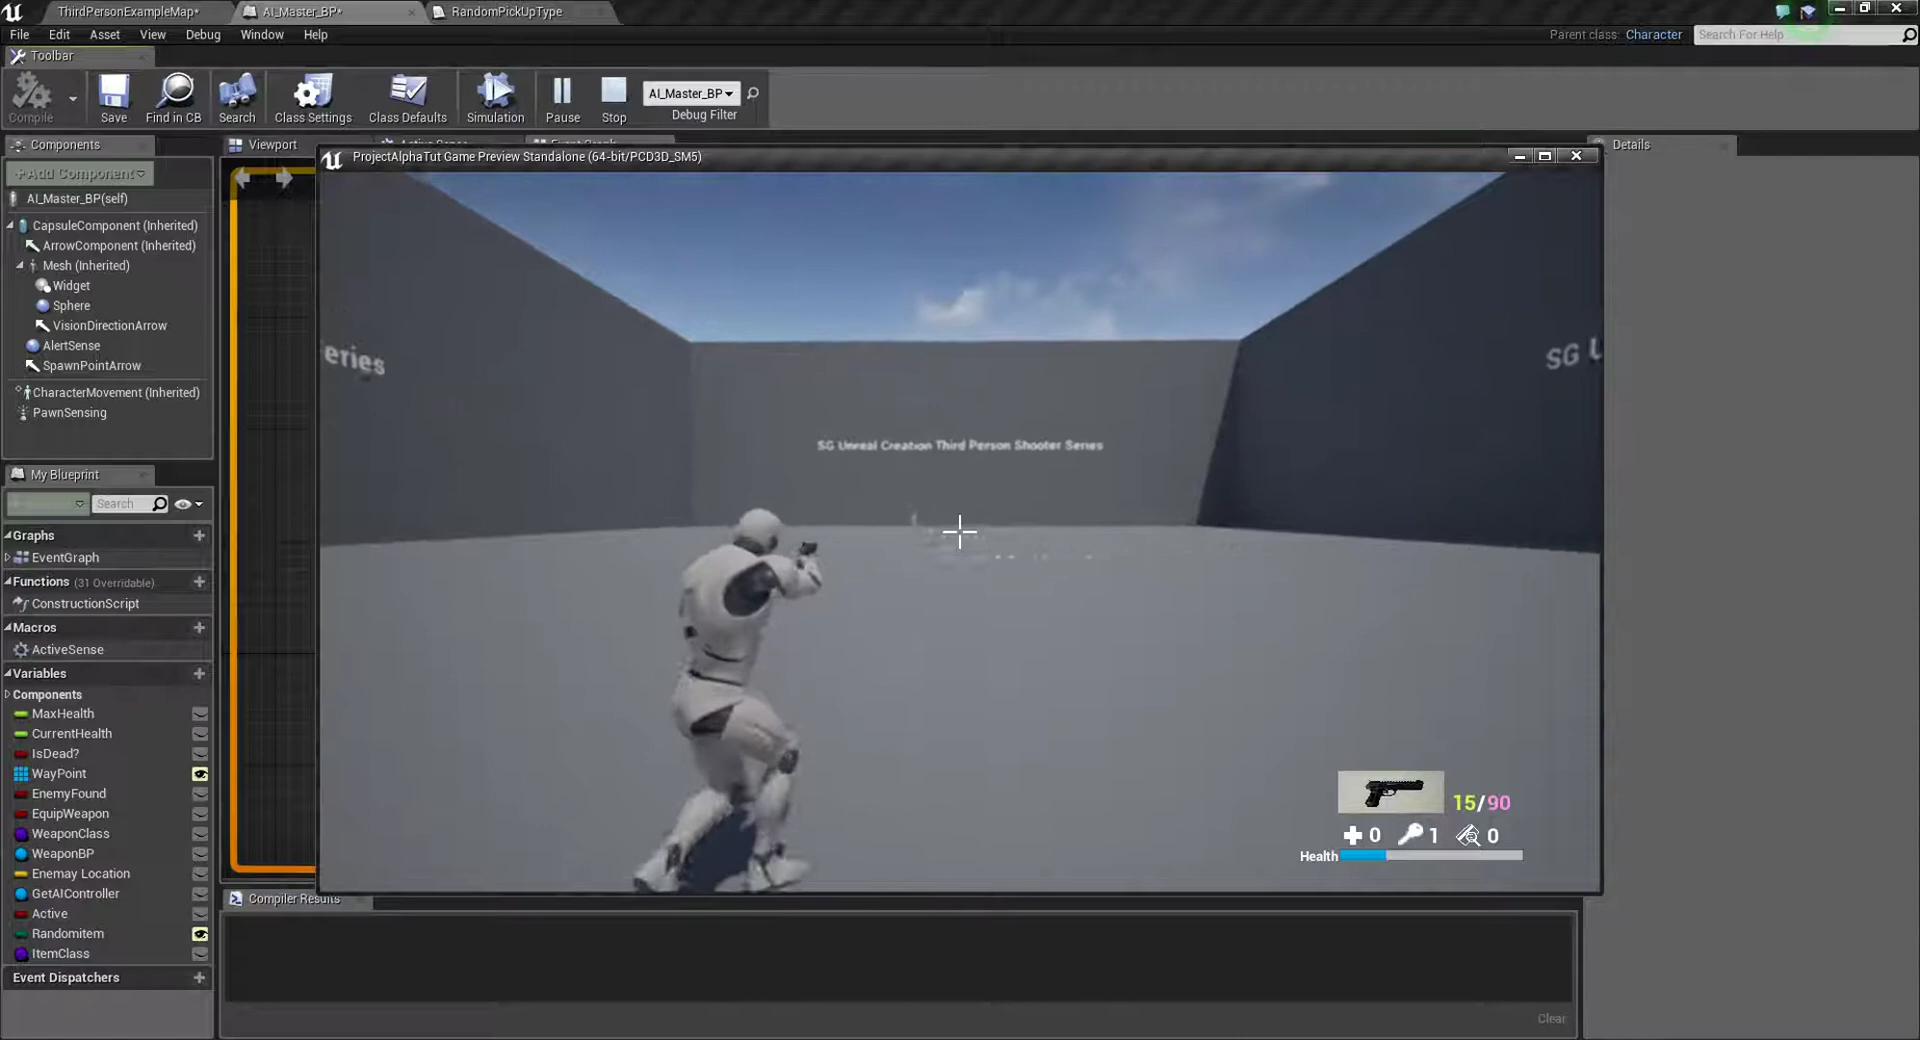 ThirdPersonExampleMap*
AI_Master_BP*
RandomPickUpType
File Edit Asset View Debug Window Help
Parent class: Character
Search For Help
Toolbar
Compile
Save
Find in CB
Search
Class Settings
Class Defaults
Simulation
Pause
Stop
AI_Master_BP
Debug Filter
Components
Viewport
Details
ProjectAlphaTut Game Preview Standalone (64-bit/PCD3D_SM5)
+Add Component
AI_Master_BP(self)
CapsuleComponent (Inherited)
ArrowComponent (Inherited)
Mesh (Inherited)
Widget
Sphere
VisionDirectionArrow
AlertSense
SpawnPointArrow
CharacterMovement (Inherited)
PawnSensing
eries
SG U
SG Unreal Creation Third Person Shooter Series
My Blueprint
Search
Graphs
EventGraph
Functions (31 Overridable)
ConstructionScript
Macros
ActiveSense
Variables
Components
MaxHealth
CurrentHealth
IsDead?
WayPoint
EnemyFound
EquipWeapon
WeaponClass
WeaponBP
Enemay Location
GetAIController
Active
Randomitem
ItemClass
Event Dispatchers
15/90
0 1 0
Health
Compiler Results
Clear